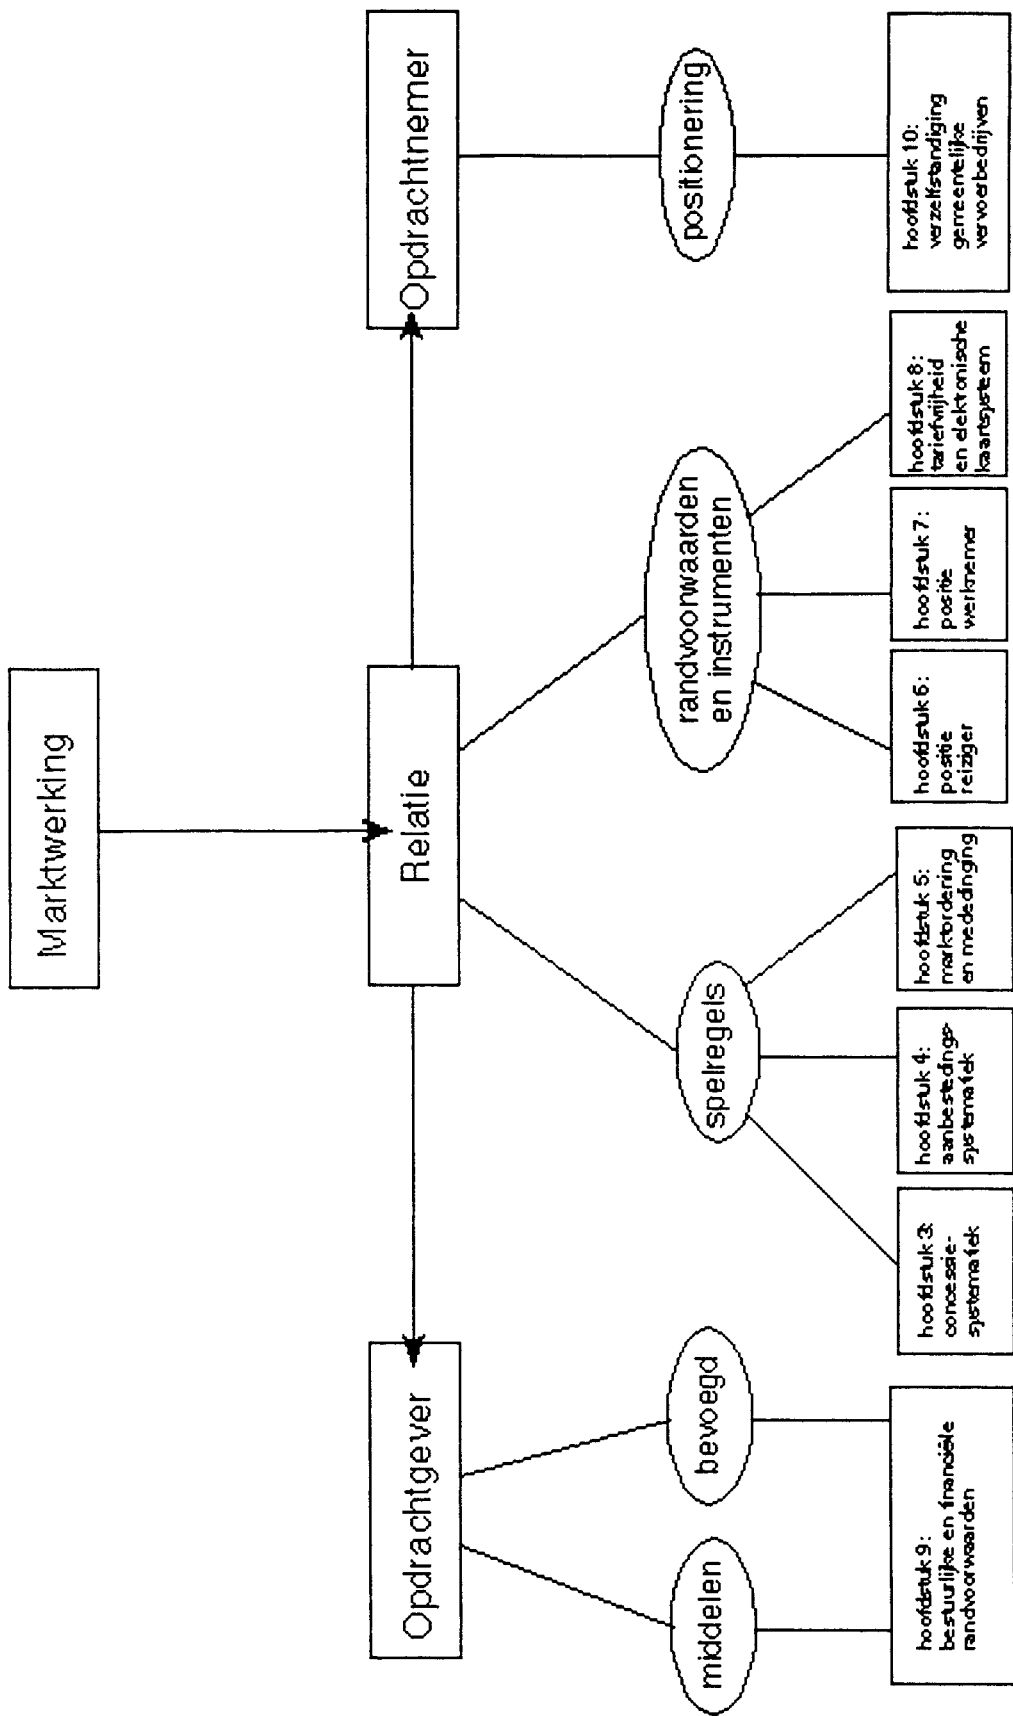 Marktwerking
Opdrachtgever
Relatie
Opdrachtnemer
middelen
bevoegd
spelregels
randvoorwaarden
en instrumenten
positionering
hoofdstuk 9:
bestuurlijke en financiële
randvoorwaarden
hoofdstuk 3:
concessie-
systematiek
hoofdstuk 4:
aanbestedings-
systematiek
hoofdstuk 5:
marktordening
en mededinging
hoofdstuk 6:
positie
reiziger
hoofdstuk 7:
positie
werknemer
hoofdstuk 8:
tariefvrijheid
en elektronische
kaartsysteem
hoofdstuk 10:
verzelfstandiging
gemeentelijke
vervoerbedrijven